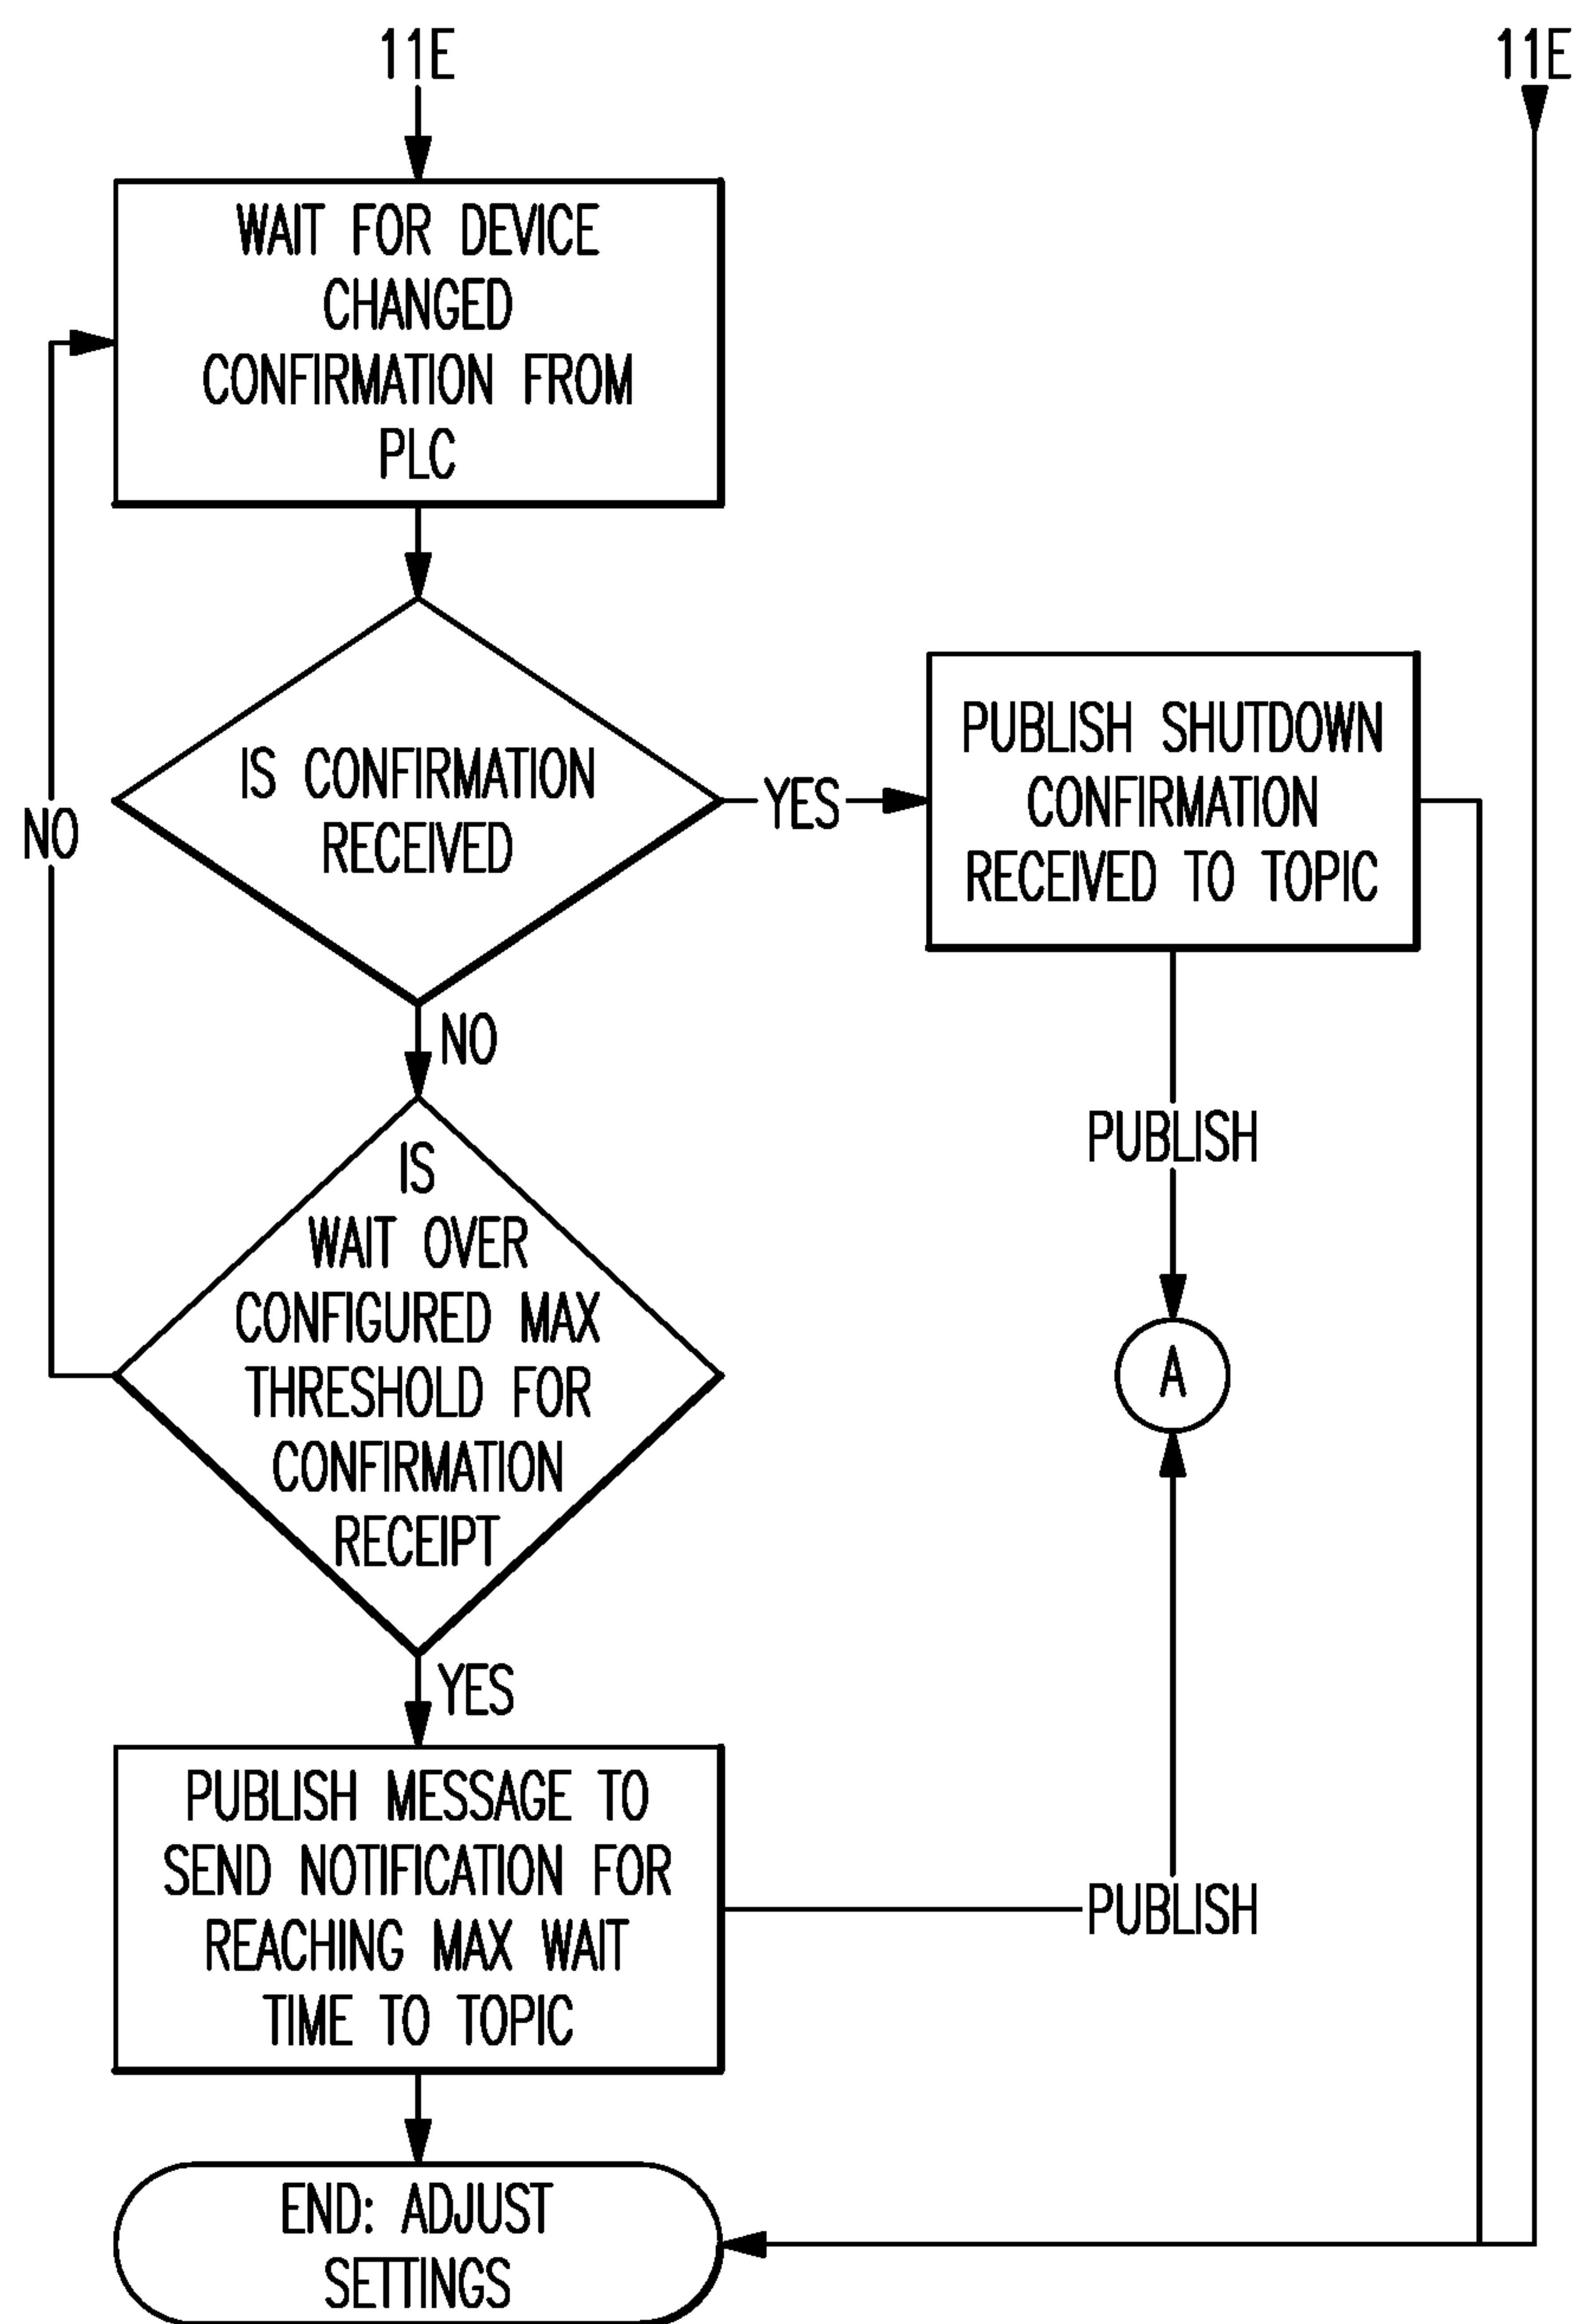 11E
11E
WAIT FOR DEVICE
CHANGED
CONFIRMATION FROM
PLC
IS CONFIRMATION
RECEIVED
YES
PUBLISH SHUTDOWN
CONFIRMATION
RECEIVED TO TOPIC
NO
NO
IS
WAIT OVER
CONFIGURED MAX
THRESHOLD FOR
CONFIRMATION
RECEIPT
PUBLISH
A
YES
PUBLISH MESSAGE TO
SEND NOTIFICATION FOR
REACHING MAX WAIT
TIME TO TOPIC
PUBLISH
END: ADJUST
SETTINGS